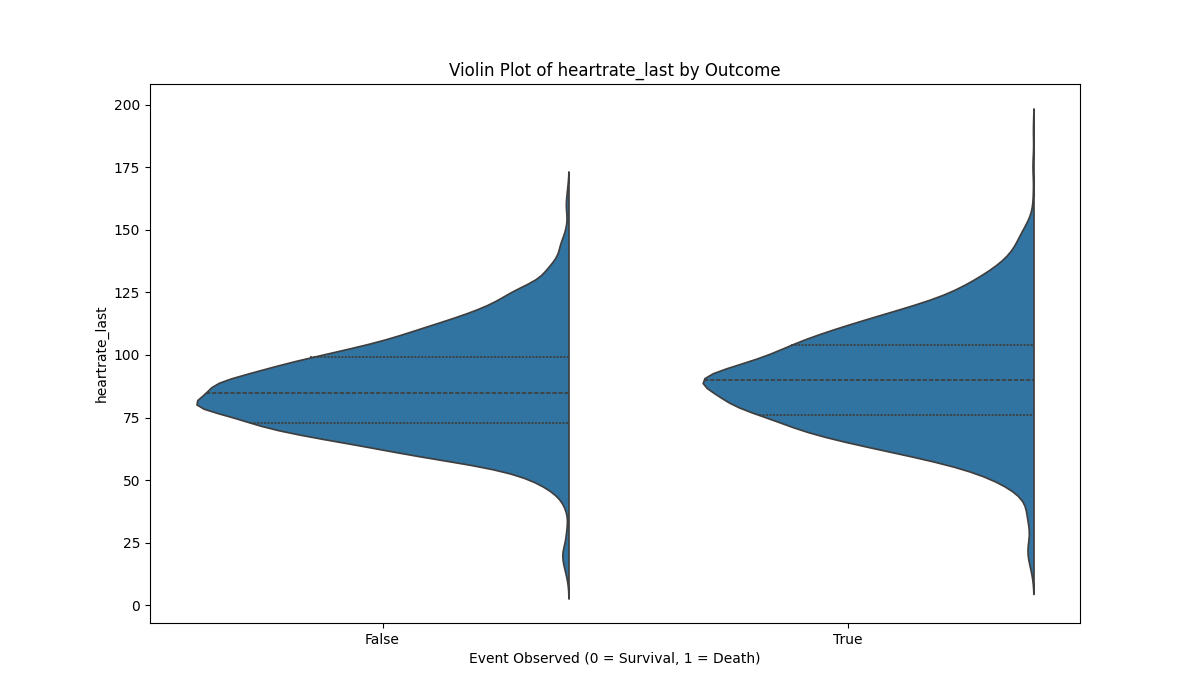 Violin Plot of heartrate_last by Outcome
200
175
150
125
100
75
50
25
0
heartrate_last
False
True
Event Observed (0 = Survival, 1 = Death)